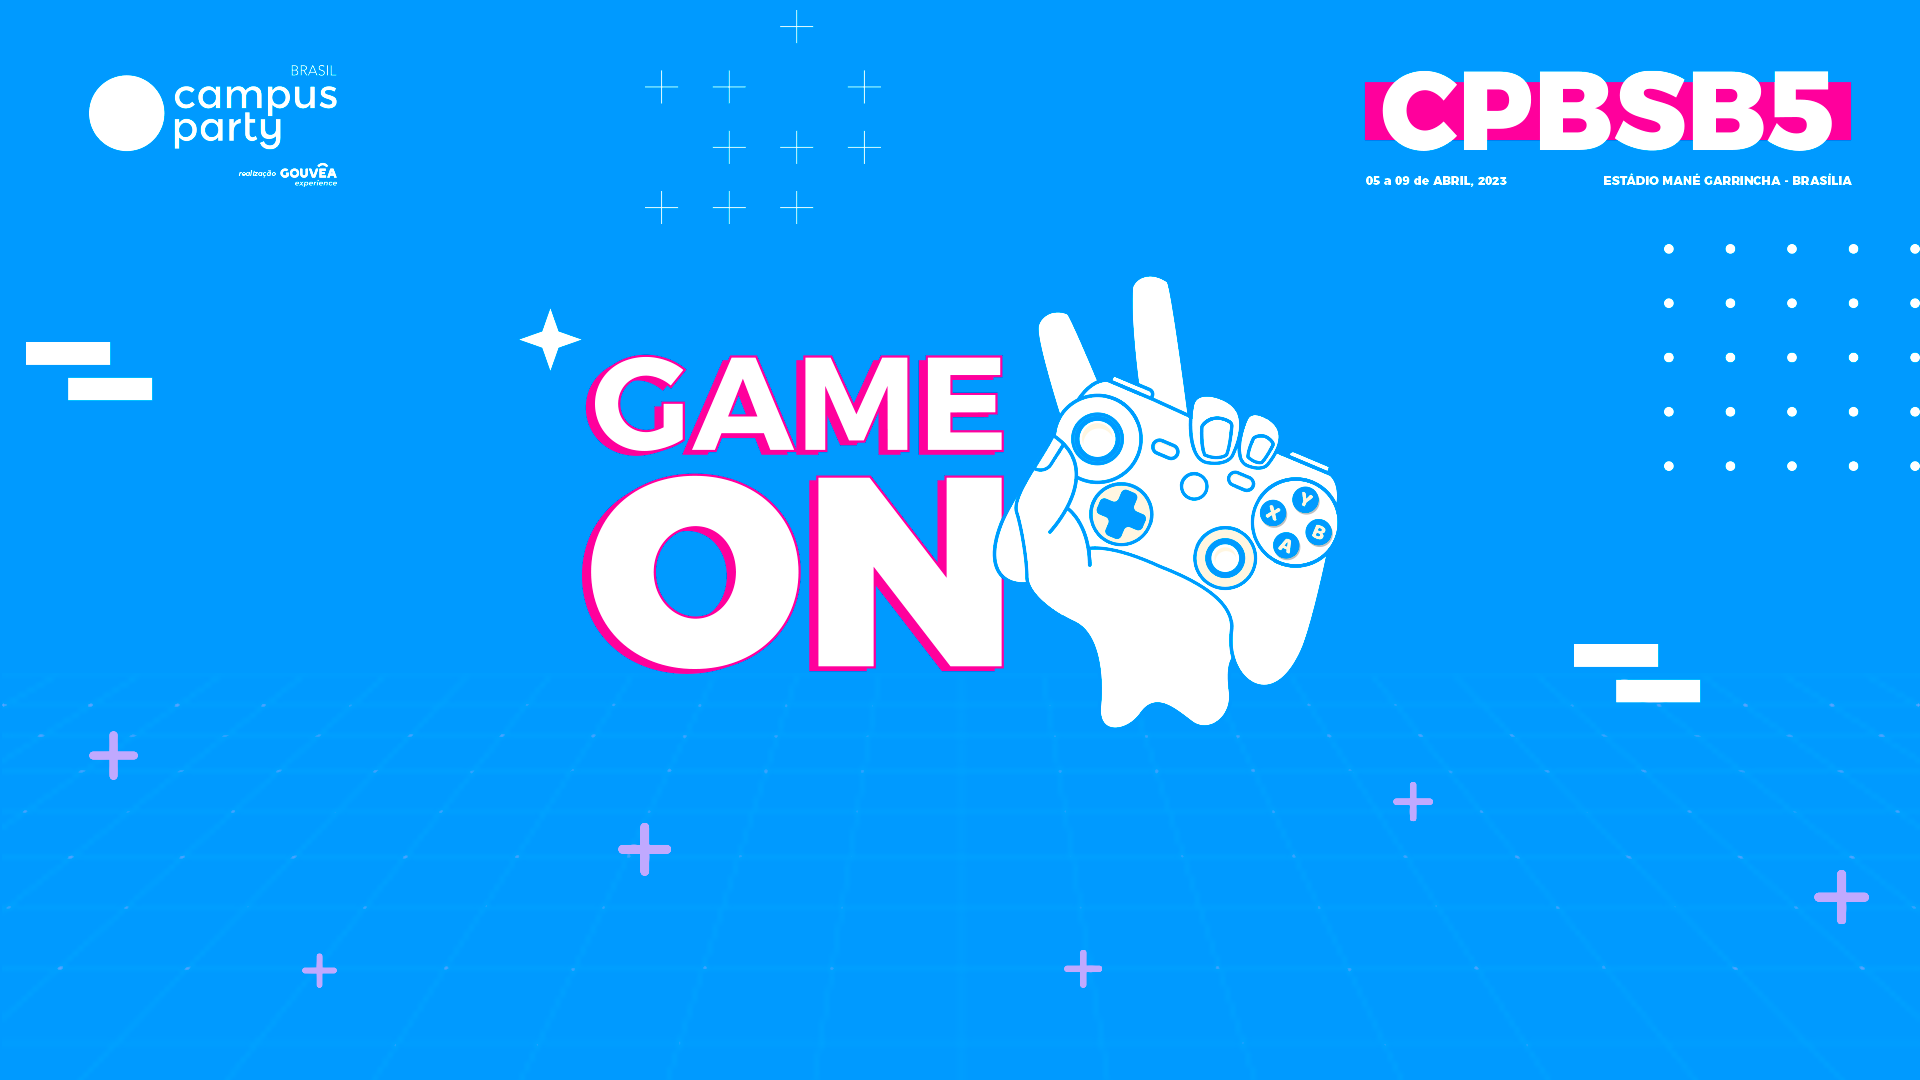 BRASIL
campus
party
realização GOUVÊA
experience
CPBSB5
05 a 09 de ABRIL, 2023
ESTÁDIO MANÉ GARRINCHA - BRASÍLIA
GAME
ON
Y
X
B
A